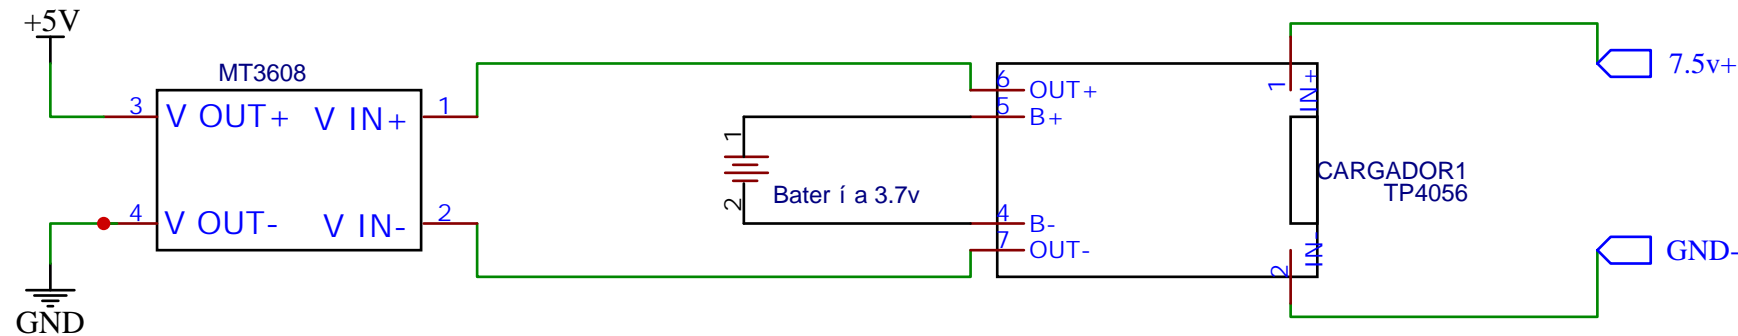 +5V
MT3608
3
V OUT+
V IN+
1
4
V OUT-
V IN-
2
GND
1
2
Bater í a 3.7v
6
OUT+
5
B+
4
B-
7
OUT-
1
IN+
CARGADOR1
TP4056
2
IN-
7.5v+
GND-